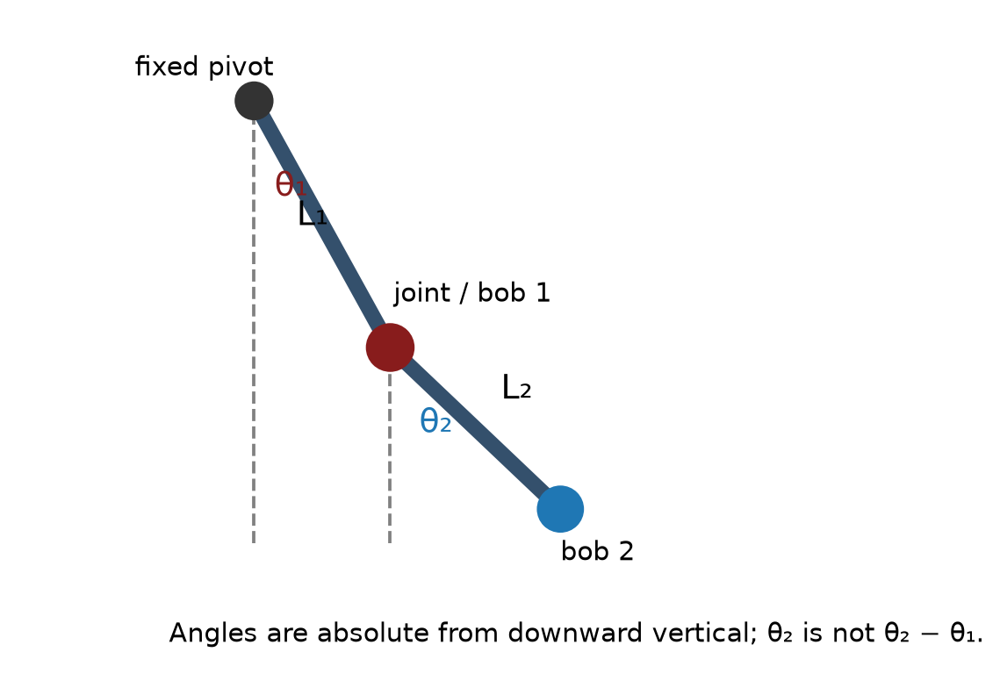 fixed pivot
θ₁
L₁
joint / bob 1
L₂
θ₂
bob 2
Angles are absolute from downward vertical; θ₂ is not θ₂ − θ₁.